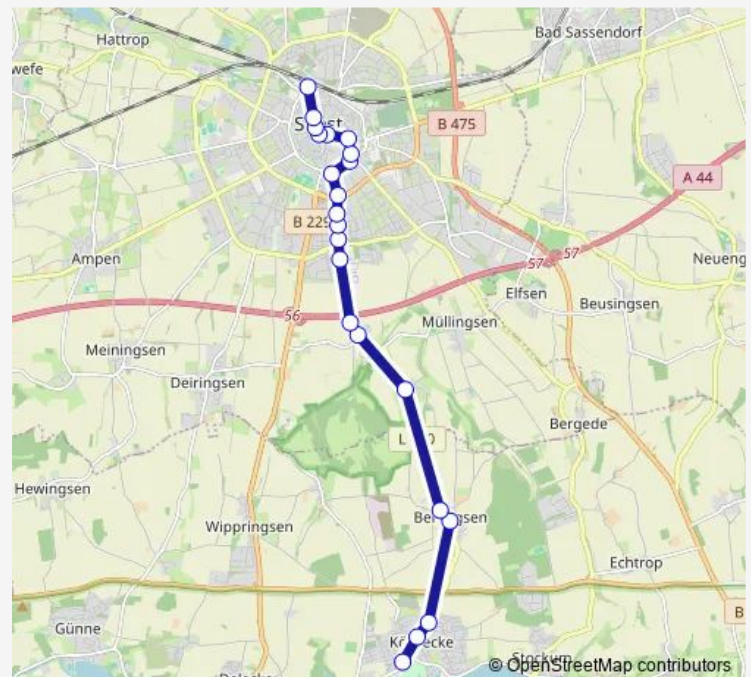 Hattrop
Bad Sassendorf
wefe
B 475
A 44
B 229
Ampen
57
57
Neueng
Elfsen
Beusingsen
56
Müllingsen
Meiningsen
Deiringsen
Bergede
Hewingsen
Wippringsen
Echtrop
B
Günne
© OpenStreetMap contributors